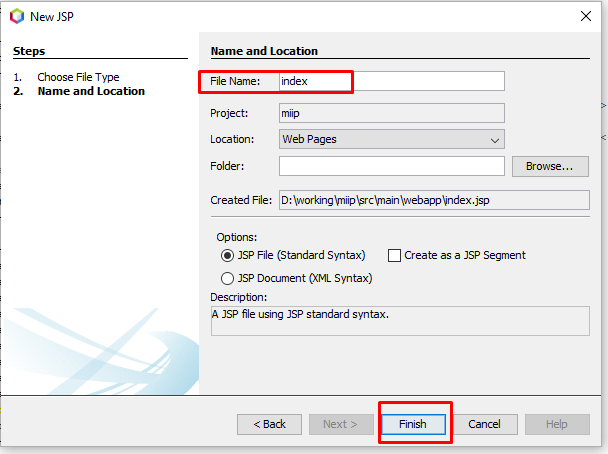 New JSP
Steps
1. Choose File Type
2. Name and Location
Name and Location
File Name: index
Project: miip
Location: Web Pages
Folder: Browse...
Created File: D:\working\miip\src\main\webapp\index.jsp
Options:
JSP File (Standard Syntax) Create as a JSP Segment
JSP Document (XML Syntax)
Description:
A JSP file using JSP standard syntax.
< Back Next > Finish Cancel Help